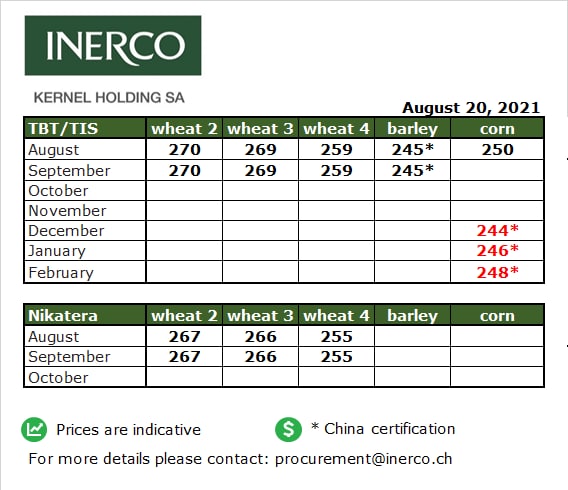 INERCO
KERNEL HOLDING SA
August 20, 2021
TBT/TIS wheat 2 wheat 3 wheat 4 barley corn
August 270 269 259 245* 250
September 270 269 259 245*
October
November
December 244*
January 246*
February 248*
Nikatera wheat 2 wheat 3 wheat 4 barley corn
August 267 266 255
September 267 266 255
October
Prices are indicative $ * China certification
For more details please contact: procurement@inerco.ch